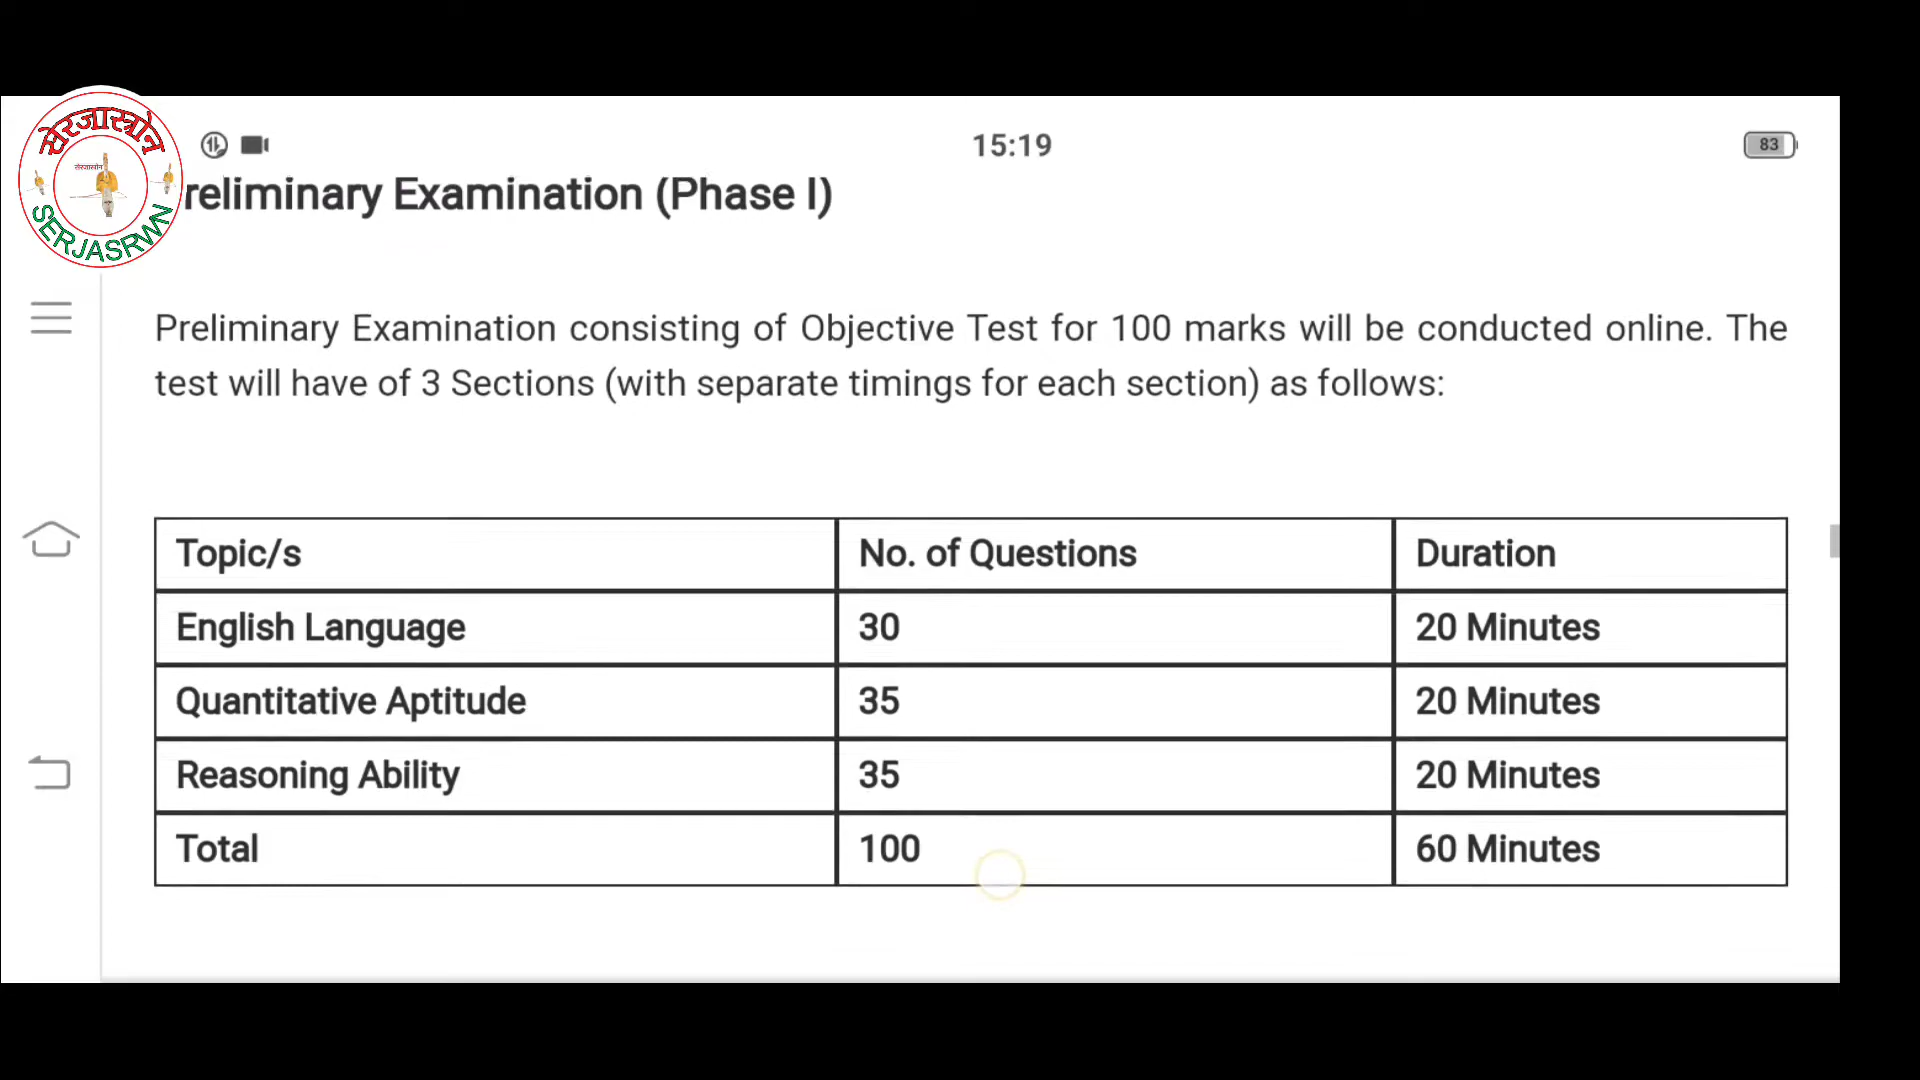 सेरजास्त्रोन
सेरजास्त्रोन
SERJASRWN
15:19
83
reliminary Examination (Phase I)
Preliminary Examination consisting of Objective Test for 100 marks will be conducted online. The
test will have of 3 Sections (with separate timings for each section) as follows:
Topic/s No. of Questions Duration
English Language 30 20 Minutes
Quantitative Aptitude 35 20 Minutes
Reasoning Ability 35 20 Minutes
Total 100 60 Minutes